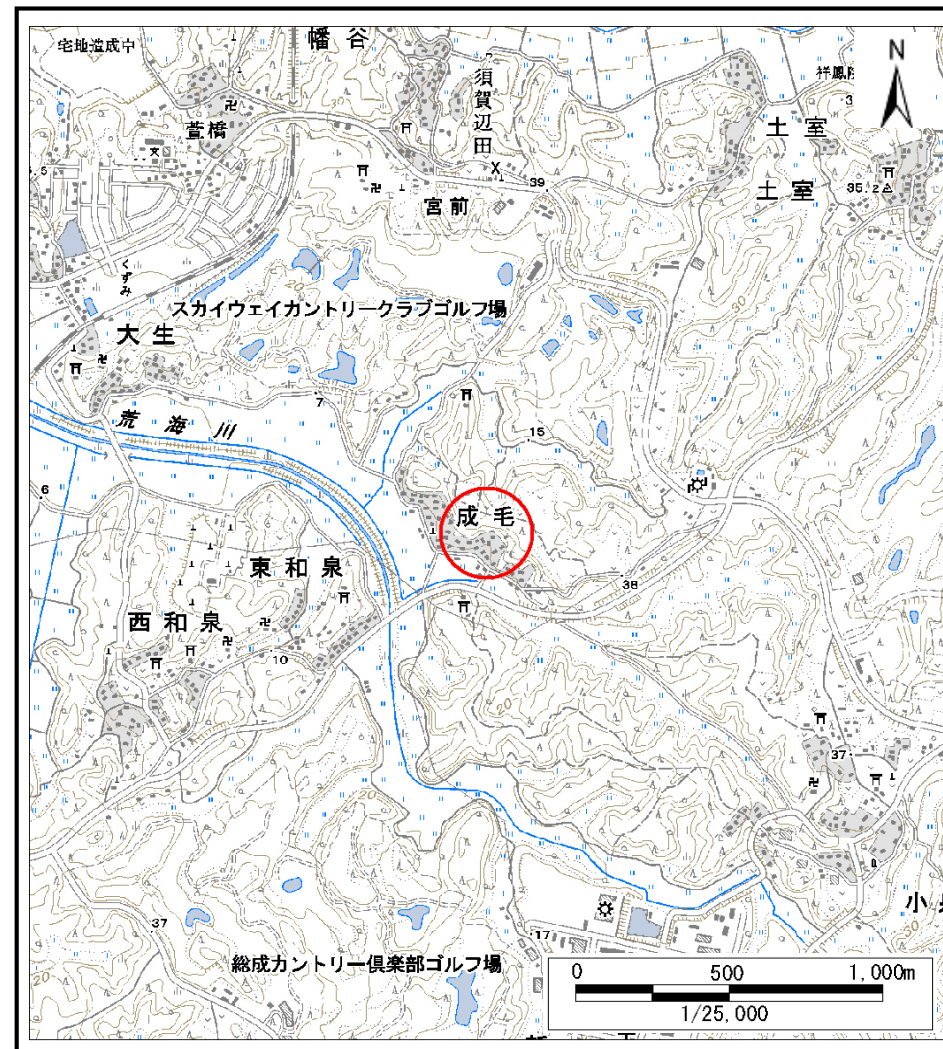 宅地造成中
幡谷
須賀辺田
N
土室
土室
35.2
萱橋
39
宮前
くずみ
スカイウェイカントリークラブゴルフ場
大生
7
荒海川
15
6
成毛
東和泉
38
西和泉
10
37
小
37
17
総成カントリー倶楽部ゴルフ場
0 500 1,000m
1/25,000